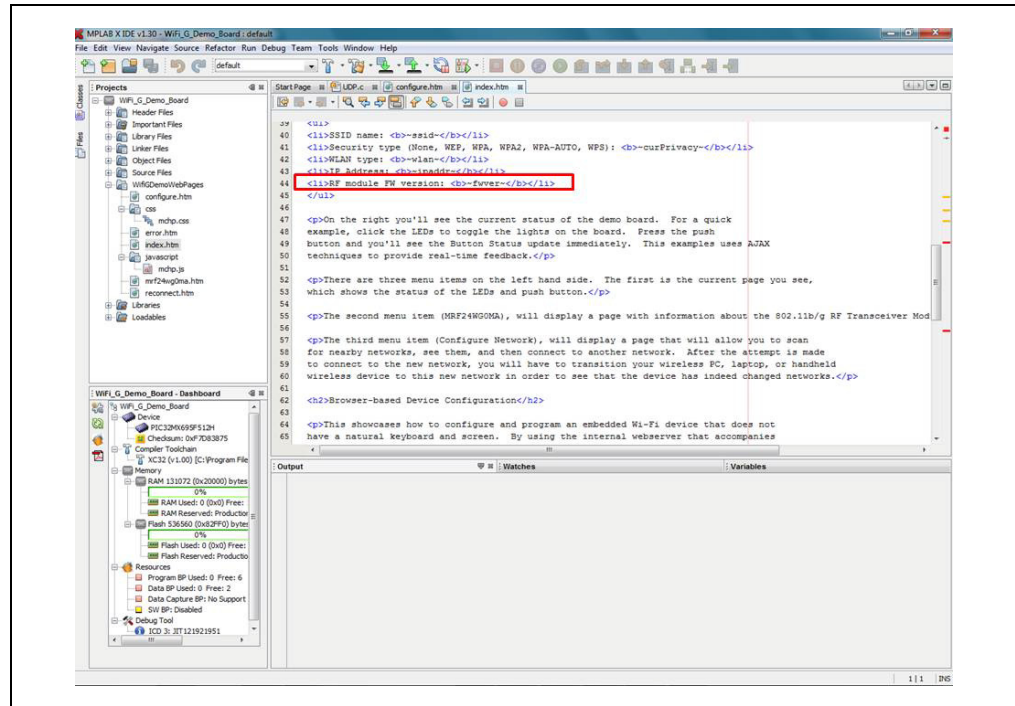 MPLAB X IDE v1.30 - WiFi_G_Demo_Board : default
File Edit View Navigate Source Refactor Run Debug Team Tools Window Help
default
Projects
WiFi_G_Demo_Board
Header Files
Important Files
Library Files
Linker Files
Object Files
Source Files
WifiGDemoWebPages
configure.htm
css
mchp.css
error.htm
index.htm
javascript
mchp.js
mrf24wg0ma.htm
reconnect.htm
Libraries
Loadables
Classes
Files
Start Page UDP.c configure.htm index.htm
39 <ul>
40 <li>SSID name: <b>~ssid~</b></li>
41 <li>Security type (None, WEP, WPA, WPA2, WPA-AUTO, WPS): <b>~curPrivacy~</b></li>
42 <li>WLAN type: <b>~wlan~</b></li>
43 <li>IP Address: <b>~ipaddr~</b></li>
44 <li>RF module FW version: <b>~fwver~</b></li>
45 </ul>
46
47 <p>On the right you'll see the current status of the demo board. For a quick
48 example, click the LEDs to toggle the lights on the board. Press the push
49 button and you'll see the Button Status update immediately. This examples uses AJAX
50 techniques to provide real-time feedback.</p>
51
52 <p>There are three menu items on the left hand side. The first is the current page you see,
53 which shows the status of the LEDs and push button.</p>
54
55 <p>The second menu item (MRF24WG0MA), will display a page with information about the 802.11b/g RF Transceiver Mod
56
57 <p>The third menu item (Configure Network), will display a page that will allow you to scan
58 for nearby networks, see them, and then connect to another network. After the attempt is made
59 to connect to the new network, you will have to transition your wireless PC, laptop, or handheld
60 wireless device to this new network in order to see that the device has indeed changed networks.</p>
61
62 <h2>Browser-based Device Configuration</h2>
63
64 <p>This showcases how to configure and program an embedded Wi-Fi device that does not
65 have a natural keyboard and screen. By using the internal webserver that accompanies
WiFi_G_Demo_Board - Dashboard
WiFi_G_Demo_Board
Device
PIC32MX695F512H
Checksum: 0xF7D83875
Compiler Toolchain
XC32 (v1.00) [C:\Program File
Memory
RAM 131072 (0x20000) bytes
0%
RAM Used: 0 (0x0) Free:
RAM Reserved: Productior
Flash 536560 (0x82FF0) bytes
0%
Flash Used: 0 (0x0) Free:
Flash Reserved: Productio
Resources
Program BP Used: 0 Free: 6
Data BP Used: 0 Free: 2
Data Capture BP: No Support
SW BP: Disabled
Debug Tool
ICD 3: JIT121921951
Output
Watches
Variables
1|1 INS